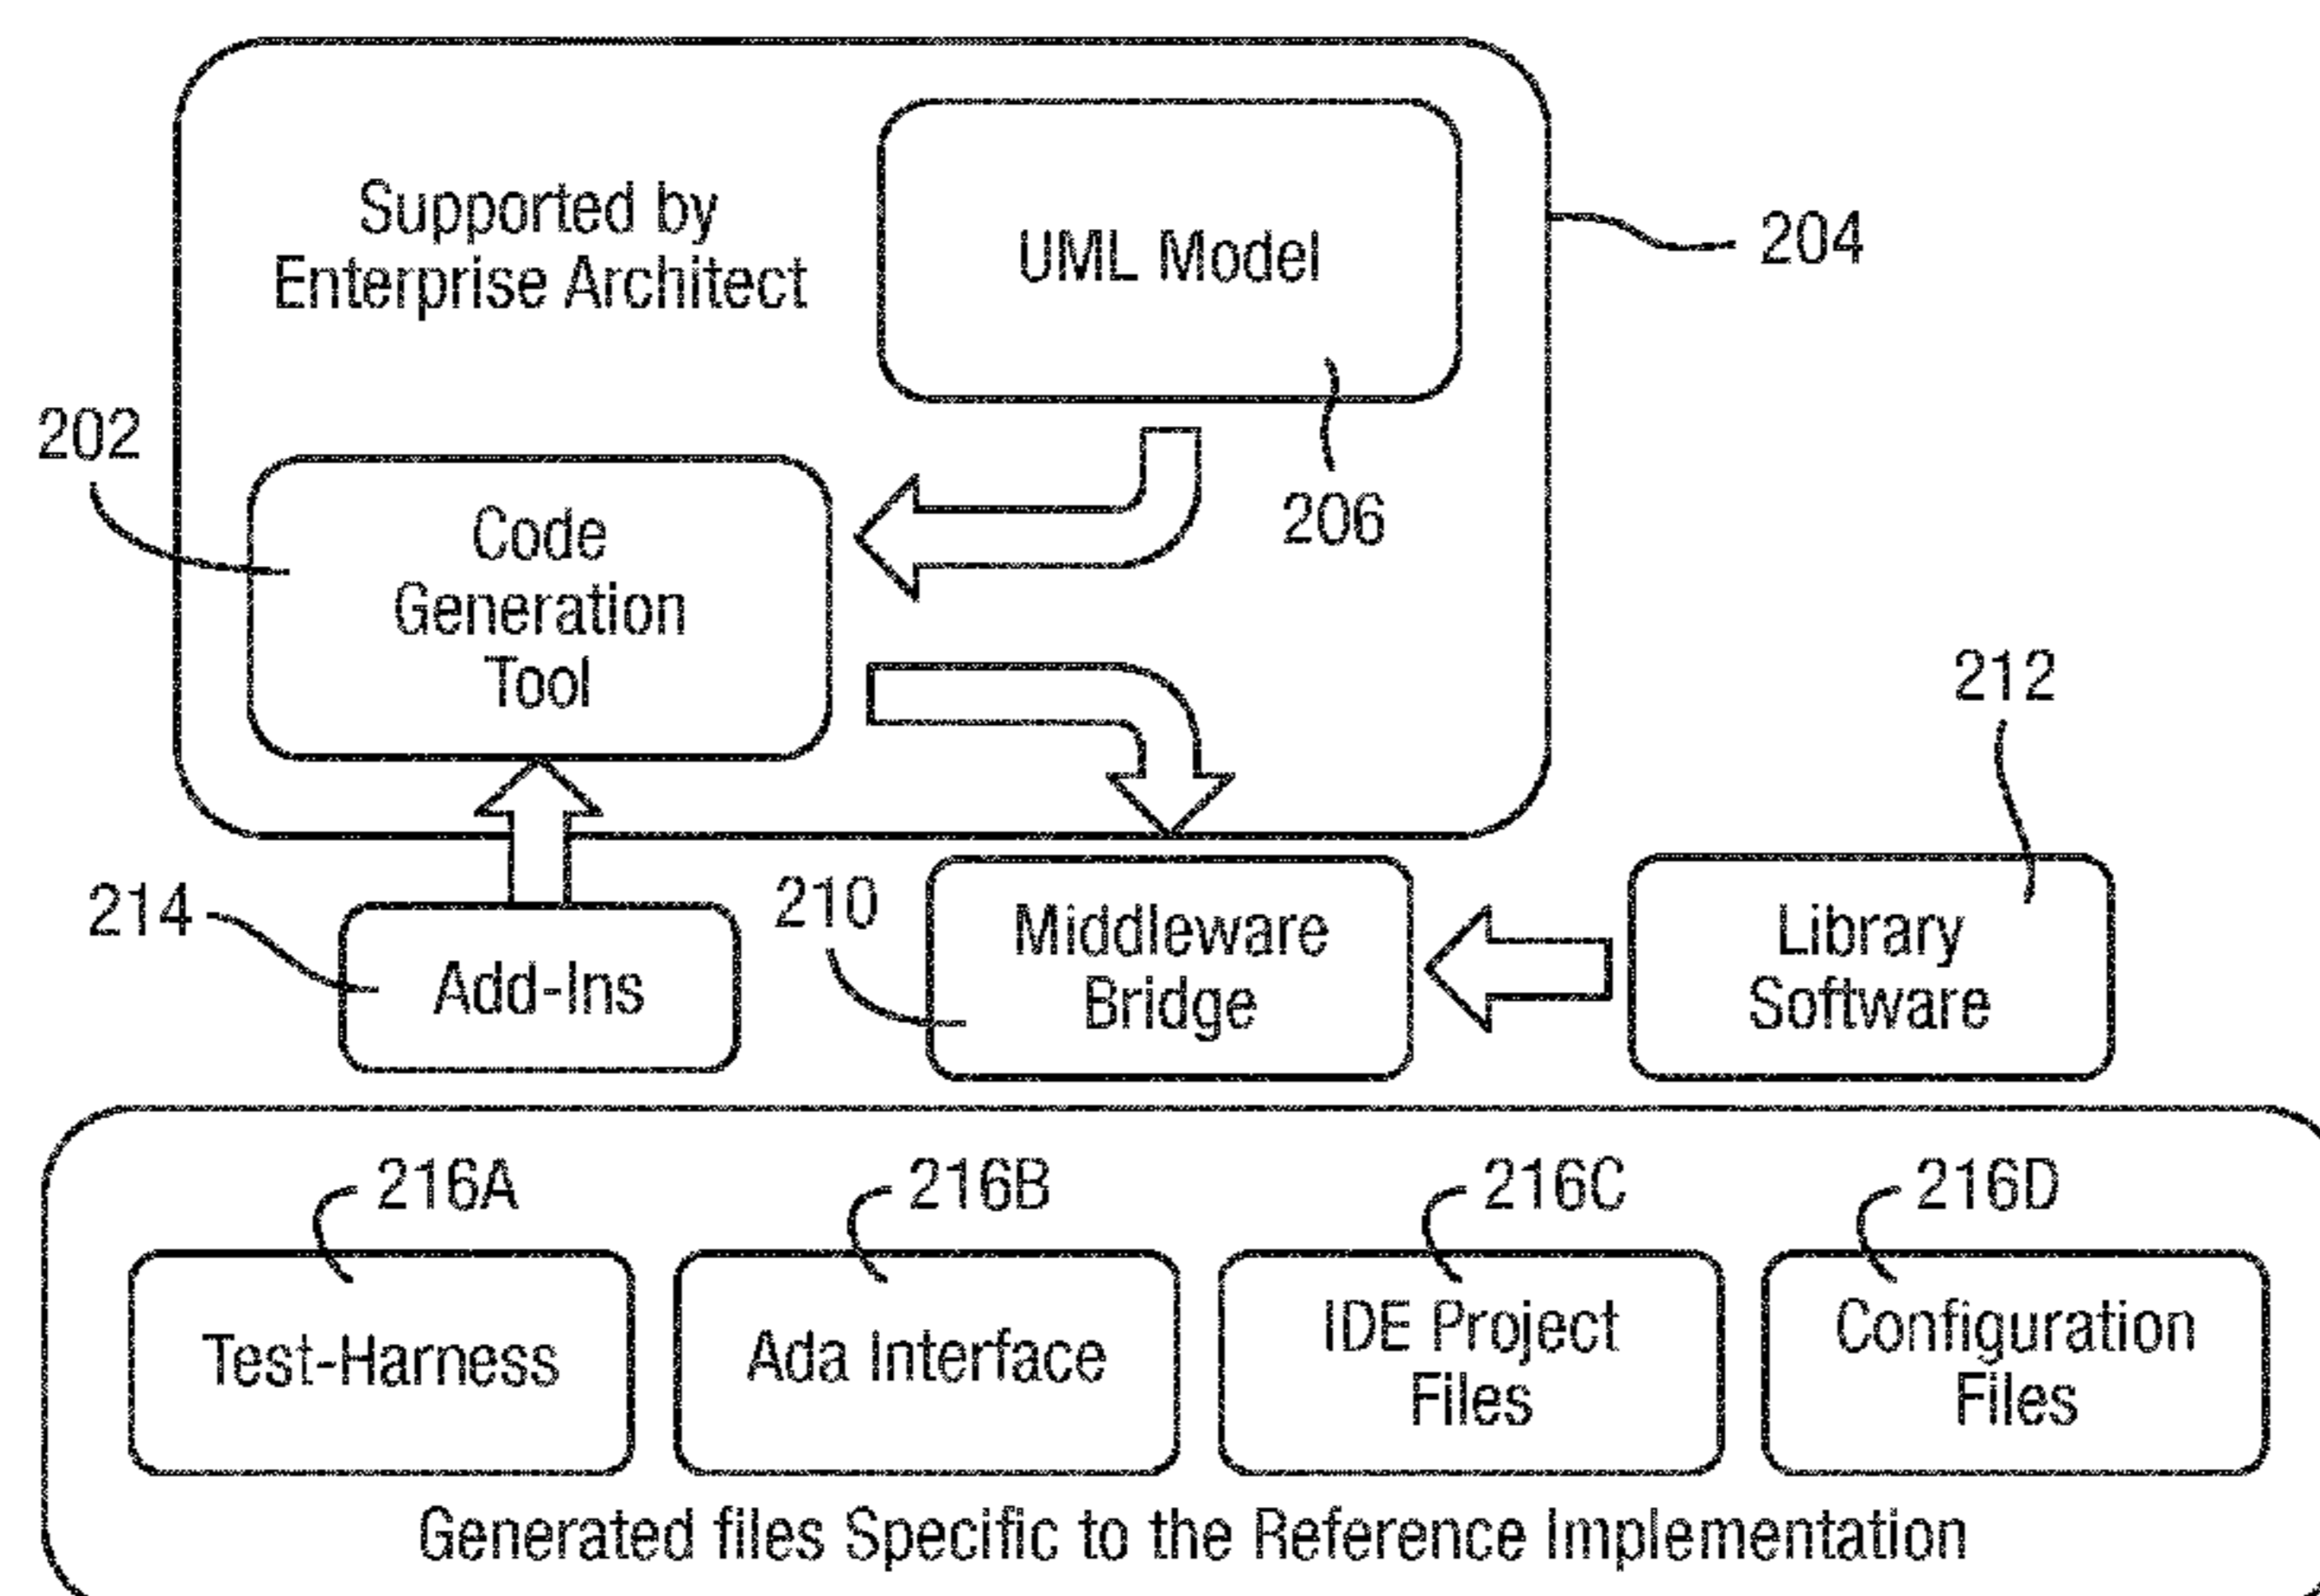 Supported by
Enterprise Architect
UML Model
204
202
206
Code
Generation
Tool
212
214
Add-Ins
210
Middleware
Bridge
Library
Software
216A
216B
216C
216D
Test-Harness
Ada Interface
IDE Project
Files
Configuration
Files
Generated files Specific to the Reference Implementation